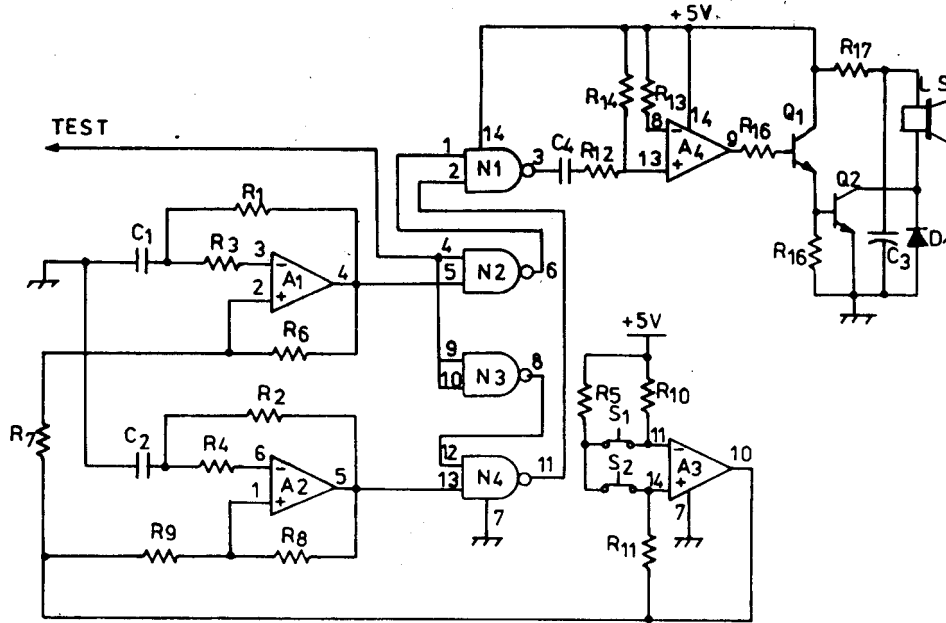 +5V
R17
LS
R14
R13
8
14
Q1
TEST
14
1
2
N1
3
C4
R12
13
A4
9
R16
Q2
R1
C1
R3
3
A1
4
2
4
5
N2
6
R16
C3
D
R6
+5V
9
10
N3
8
R5
R10
R2
R7
C2
R4
6
A2
5
1
S1
11
12
13
N4
11
S2
A3
10
14
7
7
R9
R8
R11